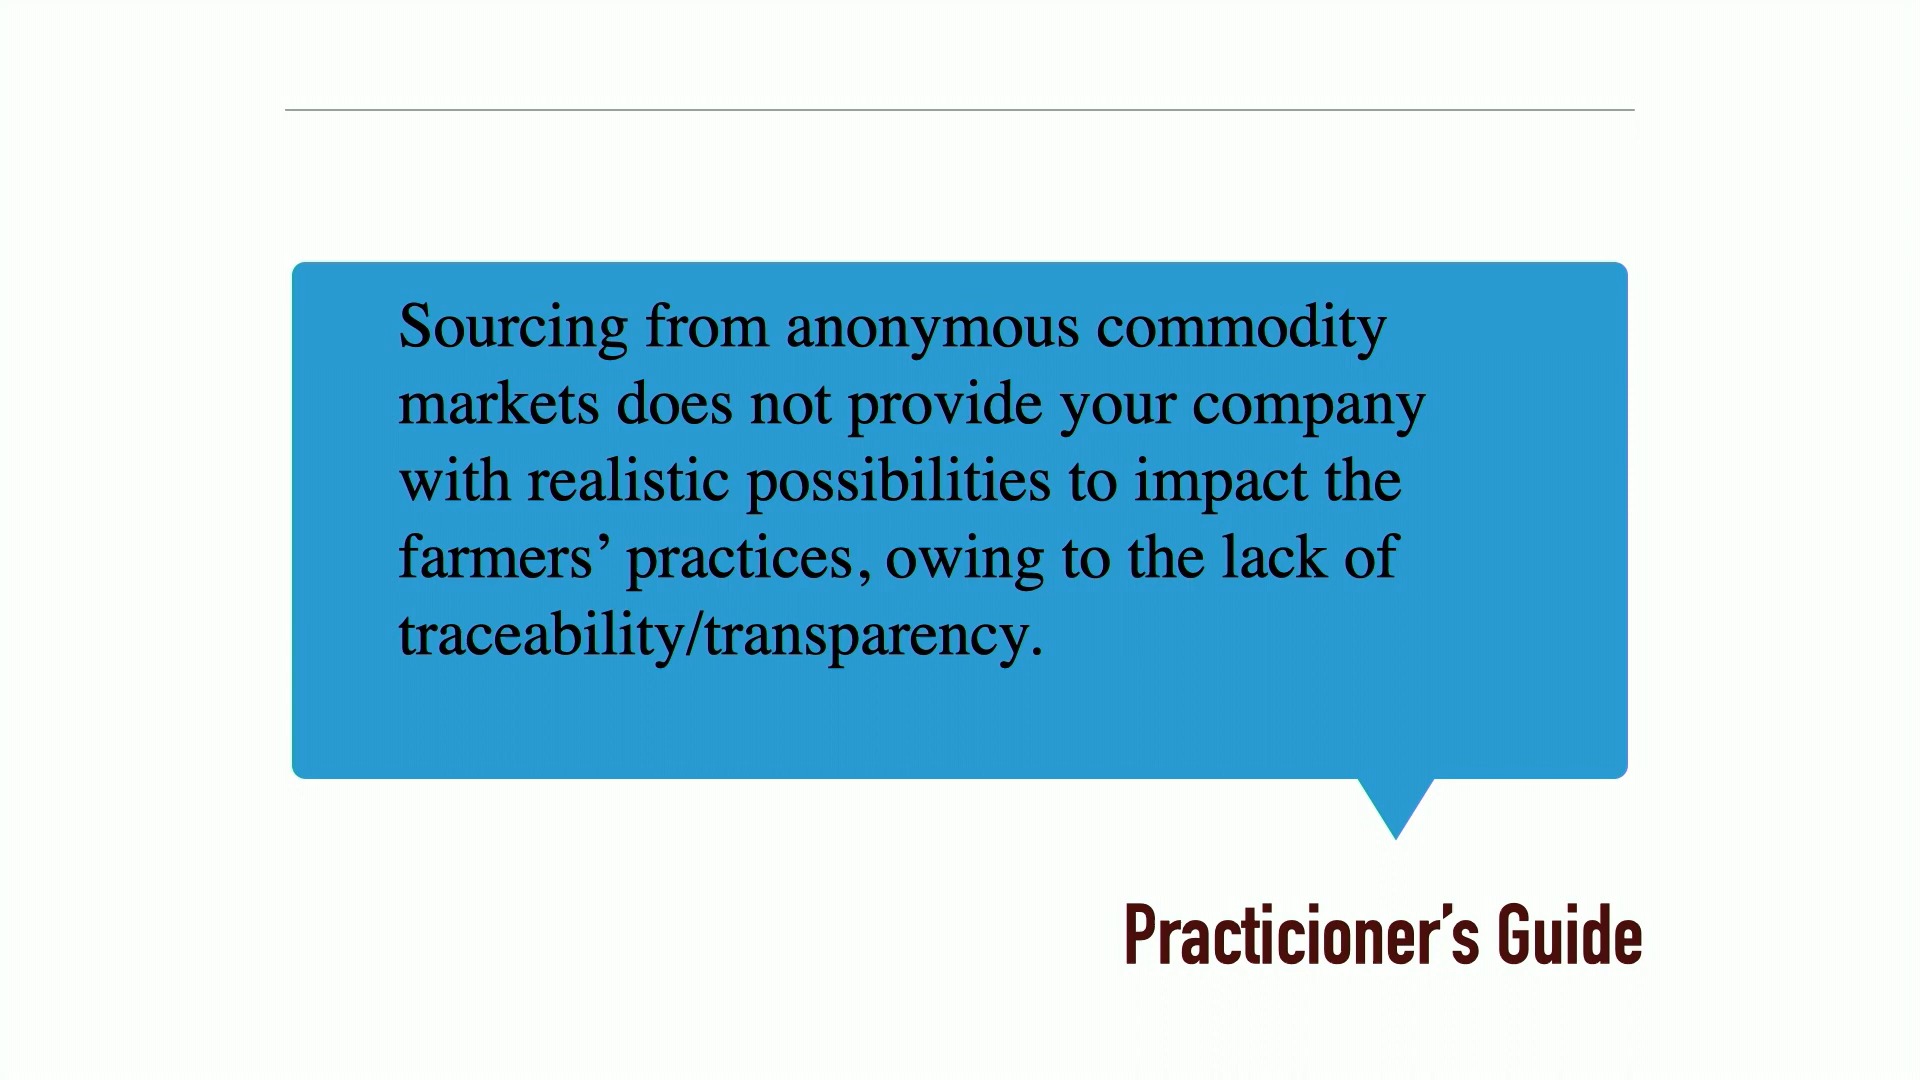 Sourcing from anonymous commodity
markets does not provide your company
with realistic possibilities to impact the
farmers’ practices, owing to the lack of
traceability/transparency.
Practicioner’s Guide